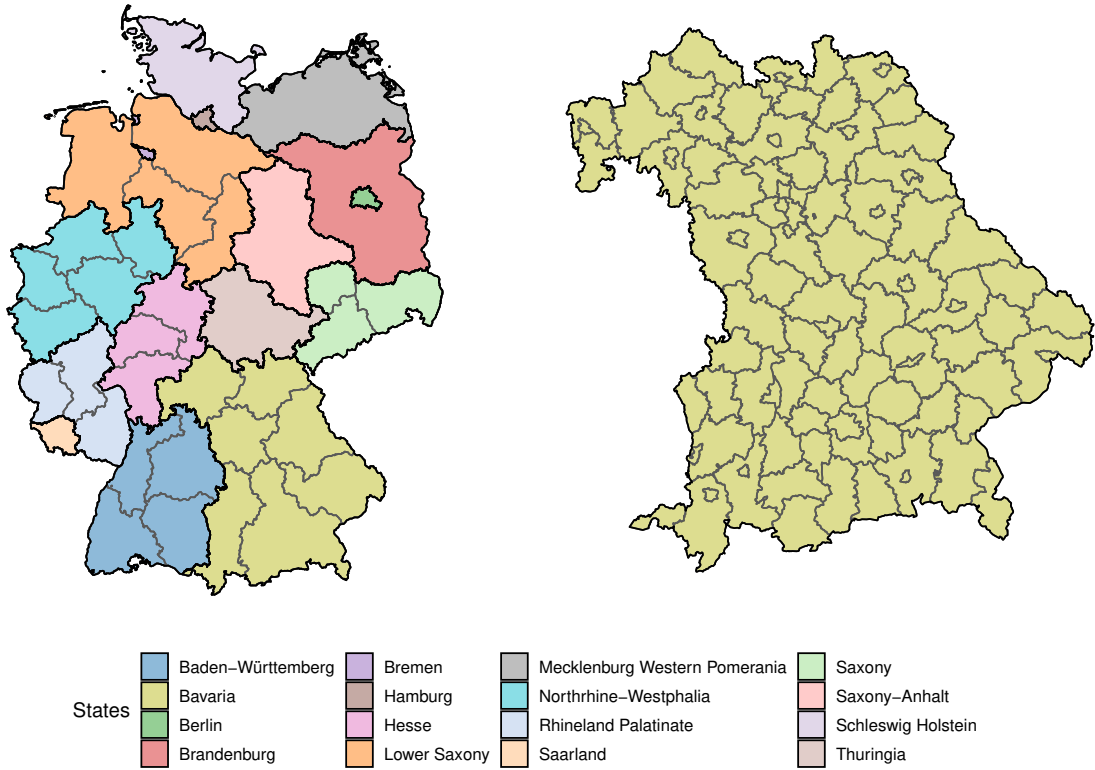 States
Baden−Württemberg
Bavaria
Berlin
Brandenburg
Bremen
Hamburg
Hesse
Lower Saxony
Mecklenburg Western Pomerania
Northrhine−Westphalia
Rhineland Palatinate
Saarland
Saxony
Saxony−Anhalt
Schleswig Holstein
Thuringia